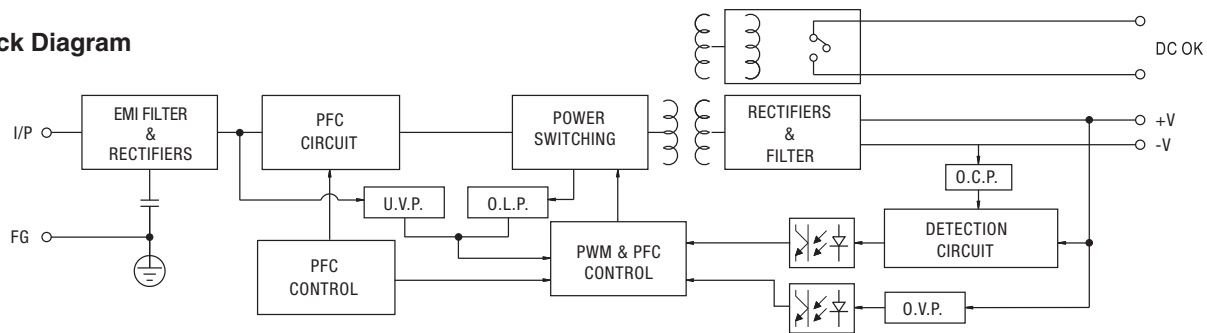 ck Diagram
DC OK
I/P
EMI FILTER
&
RECTIFIERS
PFC
CIRCUIT
POWER
SWITCHING
RECTIFIERS
&
FILTER
+V
-V
U.V.P.
O.L.P.
O.C.P.
FG
PFC
CONTROL
PWM & PFC
CONTROL
DETECTION
CIRCUIT
O.V.P.